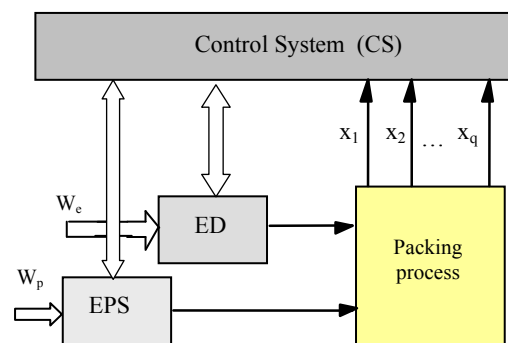 Control System (CS)
x1 x2 … xq
We
ED
Packing
process
Wp
EPS